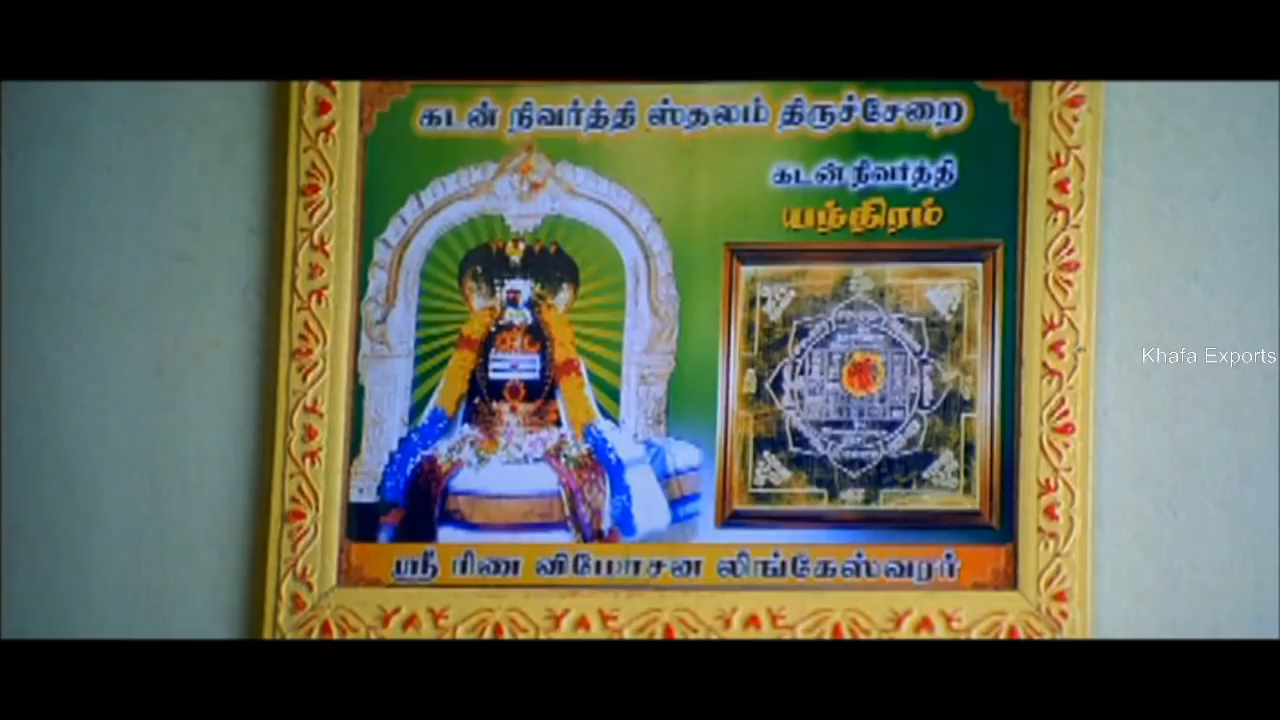 கடன் நிவர்த்தி ஸ்தலம் திருச்சேறை
கடன் நிவர்த்தி
யந்திரம்
Khafa Exports
ஸ்ரீ ரிண விமோசன லிங்கேஸ்வரர்